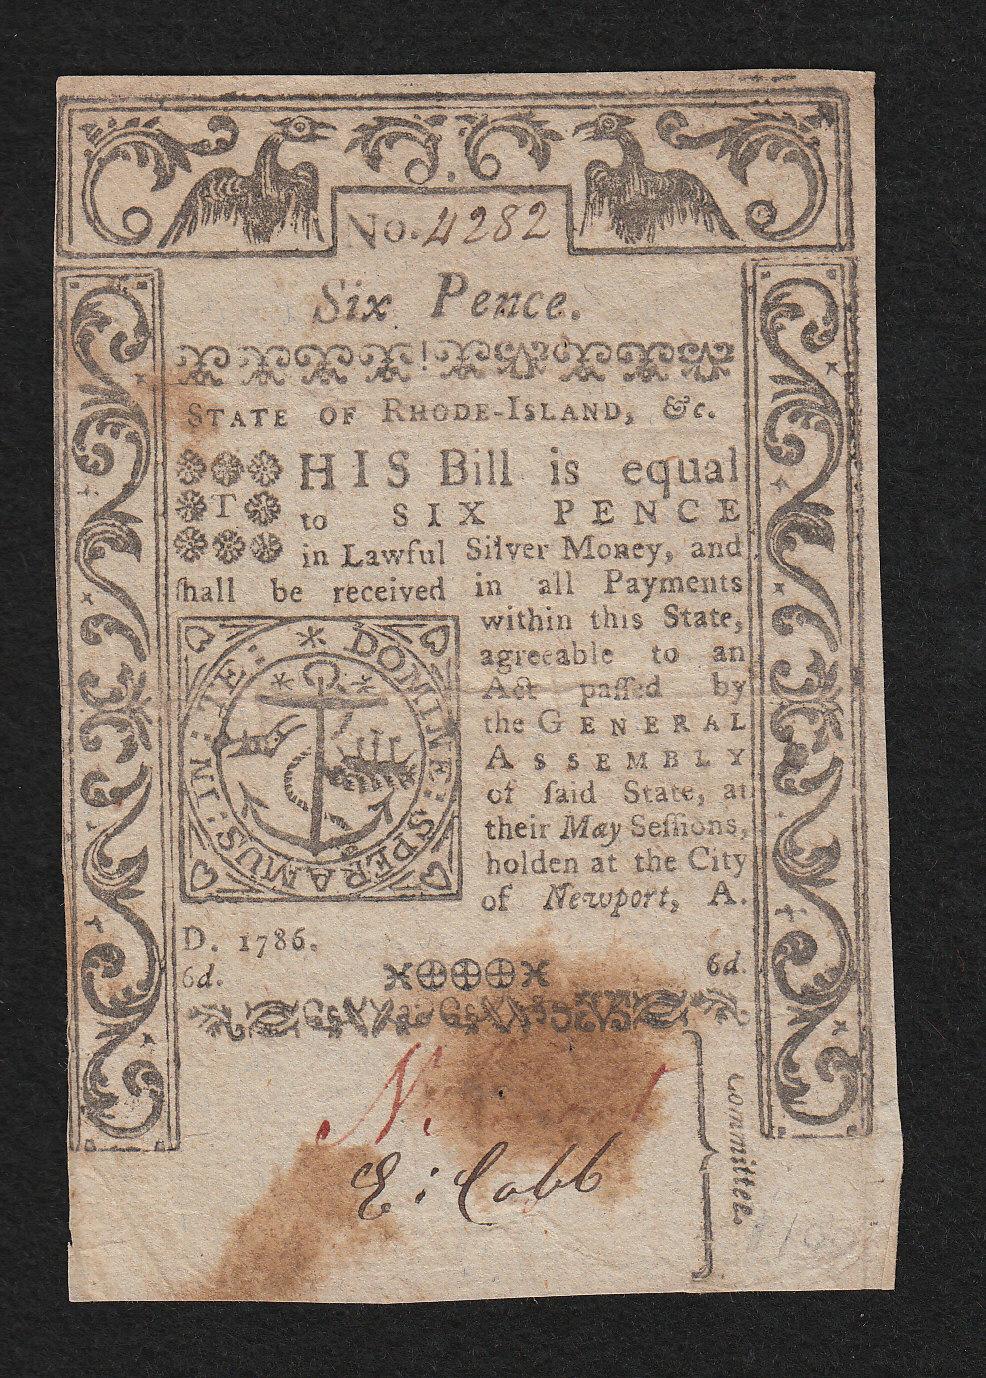 No. 4282
Six Pence.
STATE OF RHODE-ISLAND, &c.
THIS Bill is equal
to SIX PENCE
in Lawful Silver Money, and
ſhall be received in all Payments
within this State,
agreeable to an
Act paſſed by
the GENERAL
ASSEMBLY
of ſaid State, at
their May Seſſions,
holden at the City
of Newport, A.
D. 1786.
IN : TE : * DOMINE : SPERAMUS :
6d. 6d.
N
E : Cobb
Committee.